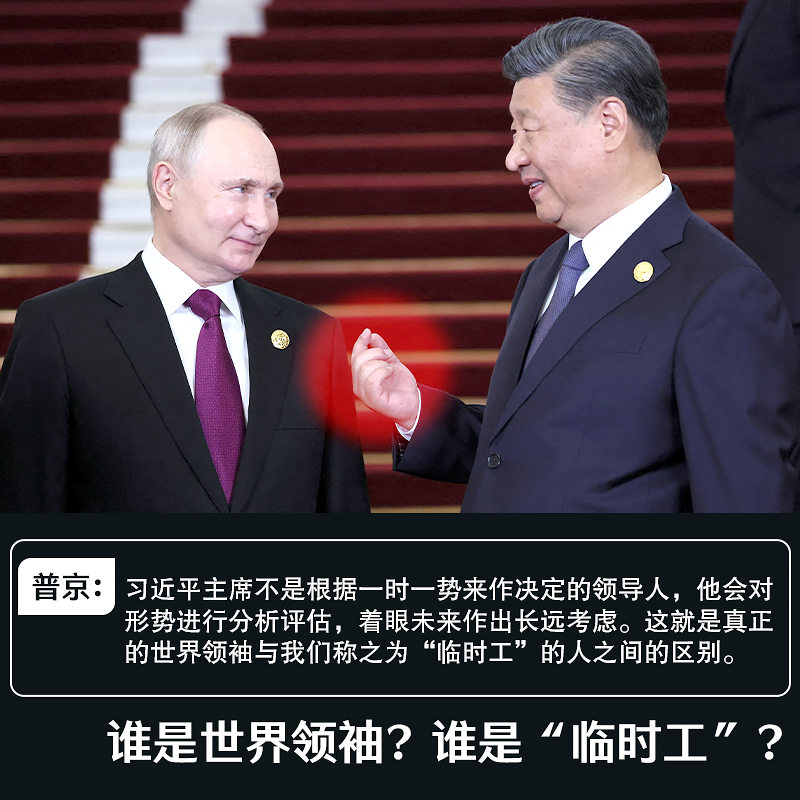 普京：
习近平主席不是根据一时一势来作决定的领导人，他会对
形势进行分析评估，着眼未来作出长远考虑。这就是真正
的世界领袖与我们称之为“临时工”的人之间的区别。
谁是世界领袖？谁是“临时工”？